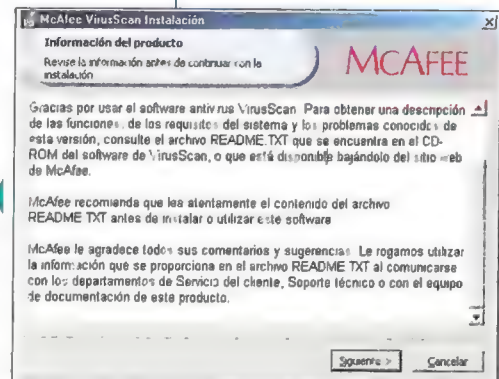 McAfee VirusScan Instalación
Información del producto
Revise la información antes de continuar con la
instalación
MCAFEE
Gracias por usar el software antivirus VirusScan Para obtener una descripción
de las funciones, de los requisitos del sistema y los problemas conocidos de
esta versión, consulte el archivo README.TXT que se encuentra en el CD-
ROM del software de VirusScan, o que está disponible bajándolo del sitio web
de McAfee.
McAfee recomienda que lea atentamente el contenido del archivo
README TXT antes de instalar o utilizar este software
McAfee le agradece todos sus comentarios y sugerencias Le rogamos utilizar
la información que se proporciona en el archivo README TXT al comunicarse
con los departamentos de Servicio del cliente, Soporte técnico o con el equipo
de documentación de este producto.
Siguiente >
Cancelar